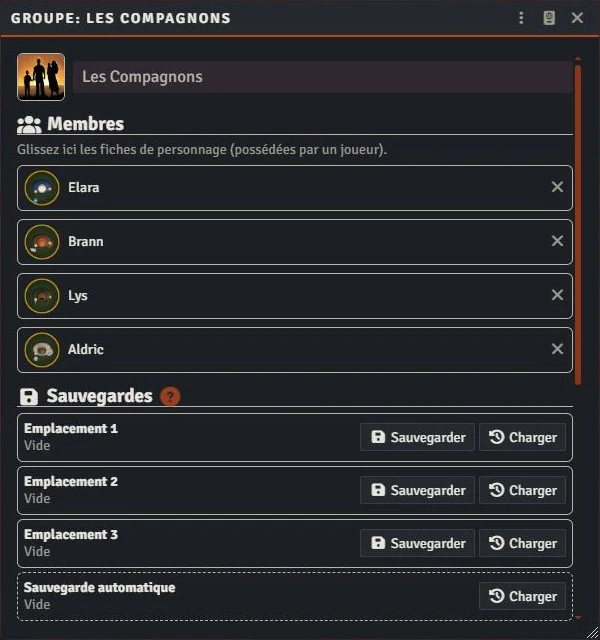 GROUPE: LES COMPAGNONS
Les Compagnons
Membres
Glissez ici les fiches de personnage (possédées par un joueur).
Elara
Brann
Lys
Aldric
Sauvegardes ?
Emplacement 1
Vide
Sauvegarder Charger
Emplacement 2
Vide
Sauvegarder Charger
Emplacement 3
Vide
Sauvegarder Charger
Sauvegarde automatique
Vide
Charger